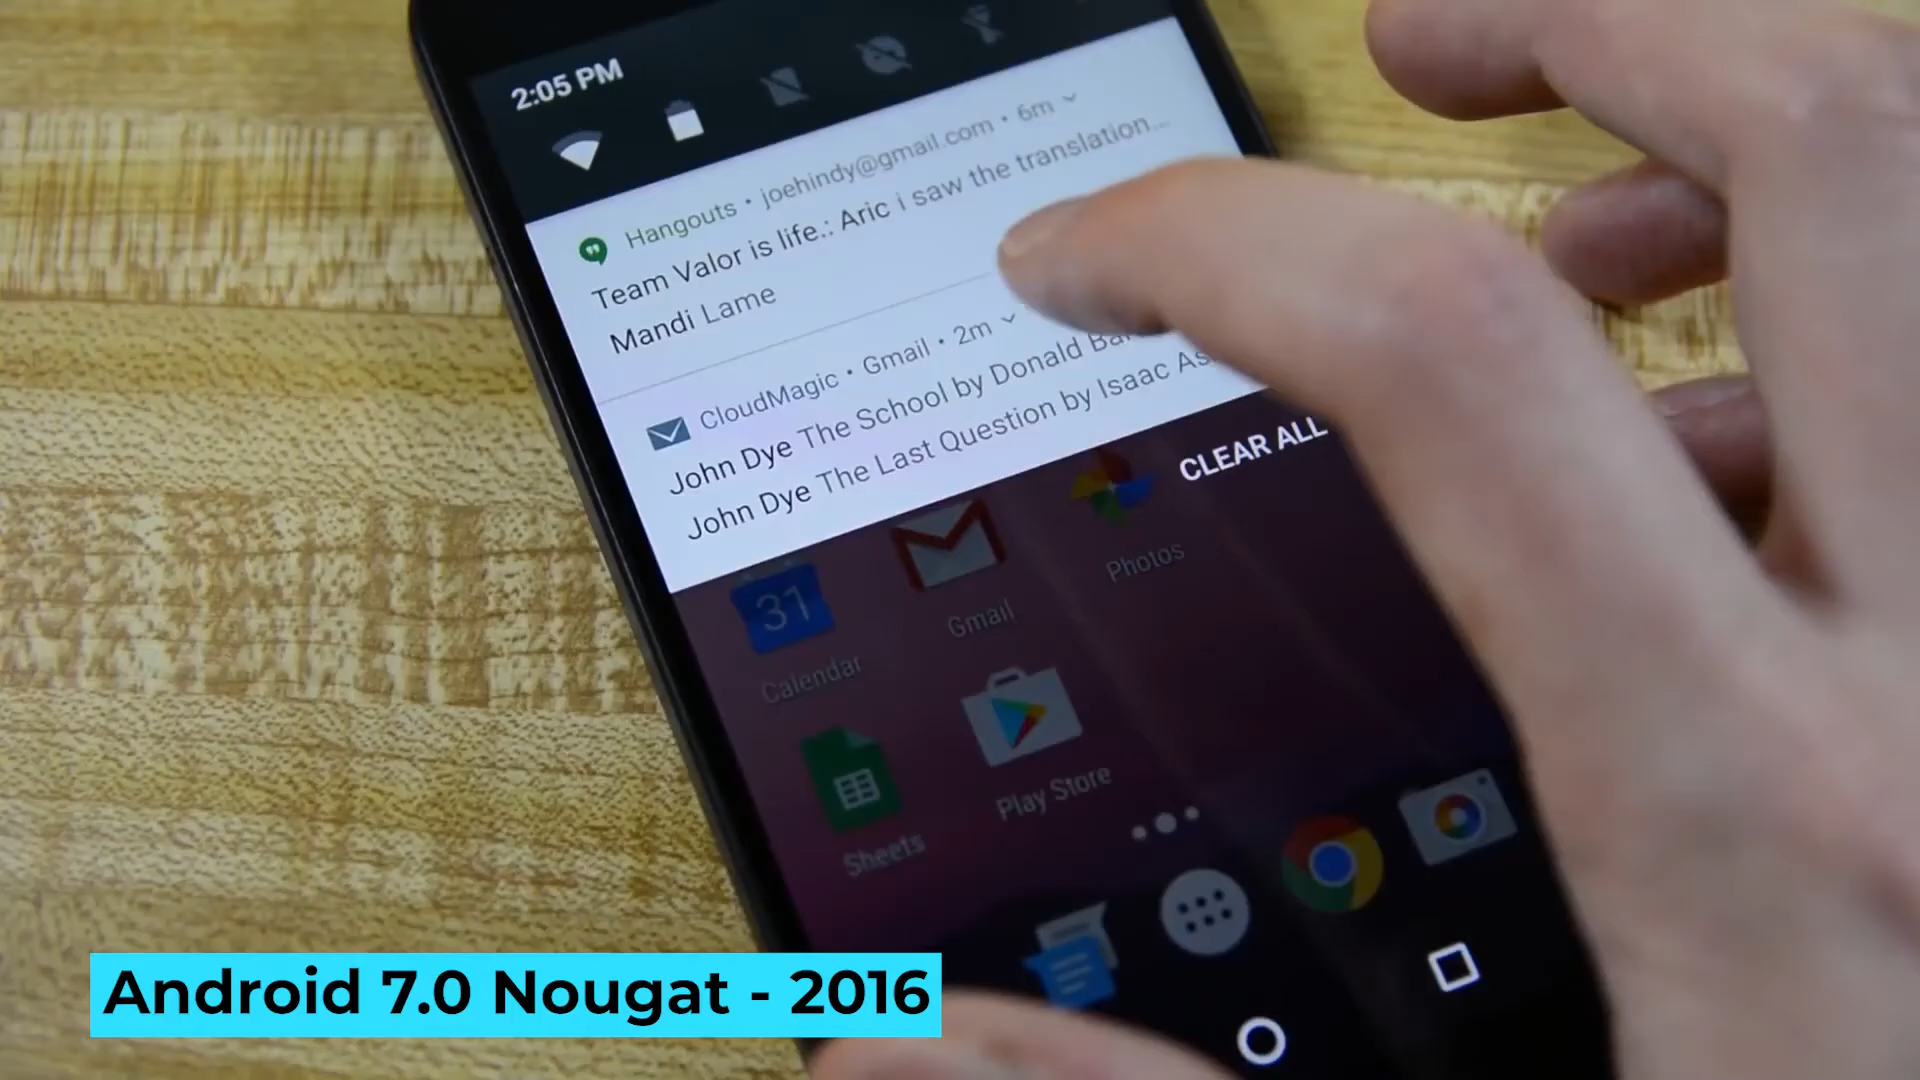 2:05 PM
Hangouts • joehindy@gmail.com • 6m
Team Valor is life.: Aric i saw the translation...
Mandi Lame
CloudMagic • Gmail • 2m
John Dye The School by Donald
John Dye The Last Question by Isaac
CLEAR ALL
31
Calendar
Gmail
Photos
Sheets
Play Store
Android 7.0 Nougat - 2016